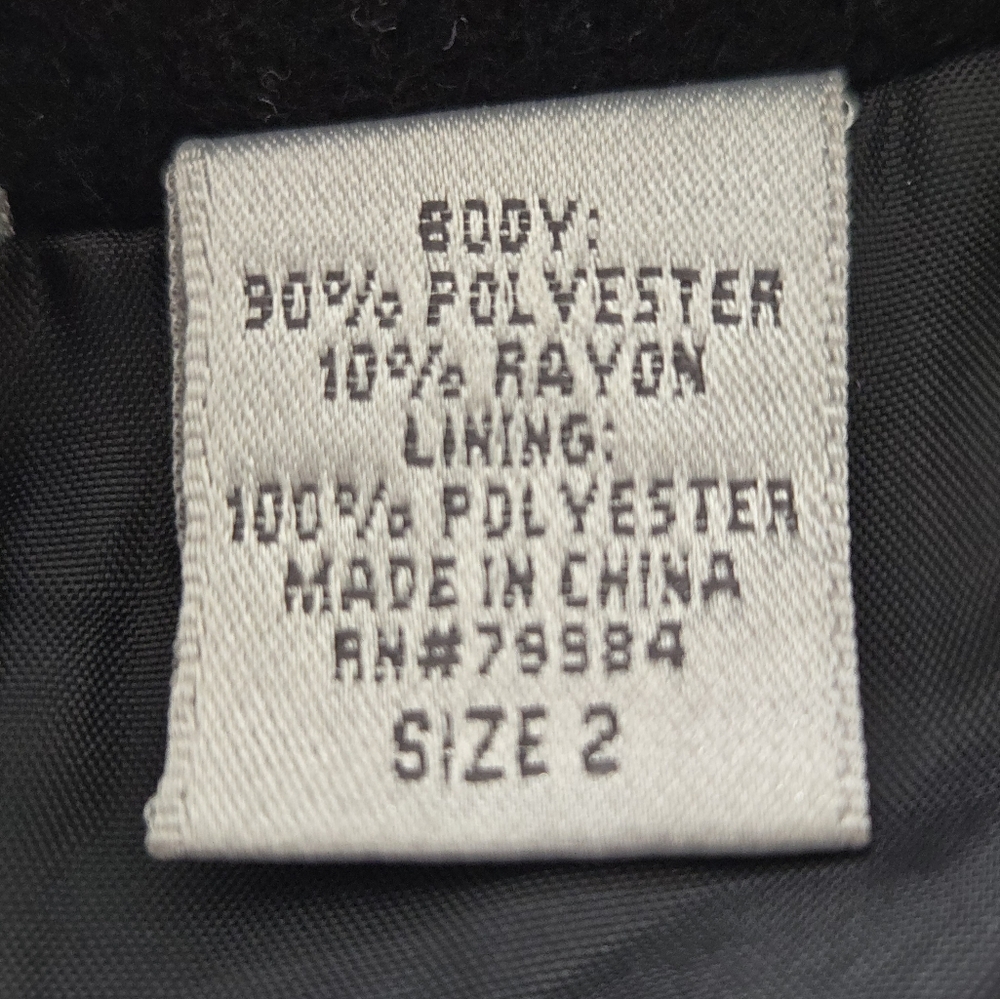 BODY:
90% POLYESTER
10% RAYON
LINING:
100% POLYESTER
MADE IN CHINA
RN#79984
SIZE 2